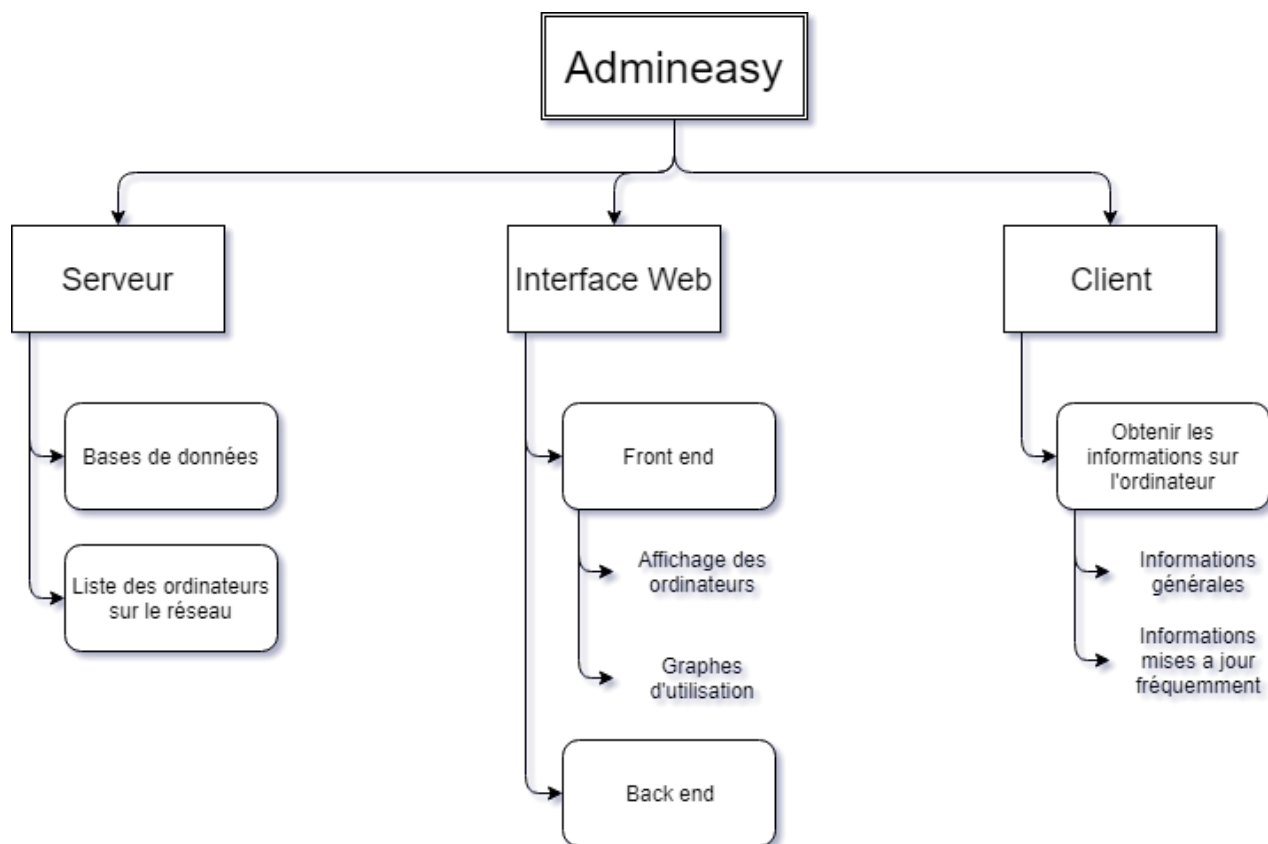 Admineasy
Serveur
Interface Web
Client
Bases de données
Liste des ordinateurs
sur le réseau
Front end
Affichage des
ordinateurs
Graphes
d'utilisation
Back end
Obtenir les
informations sur
l'ordinateur
Informations
générales
Informations
mises a jour
fréquemment